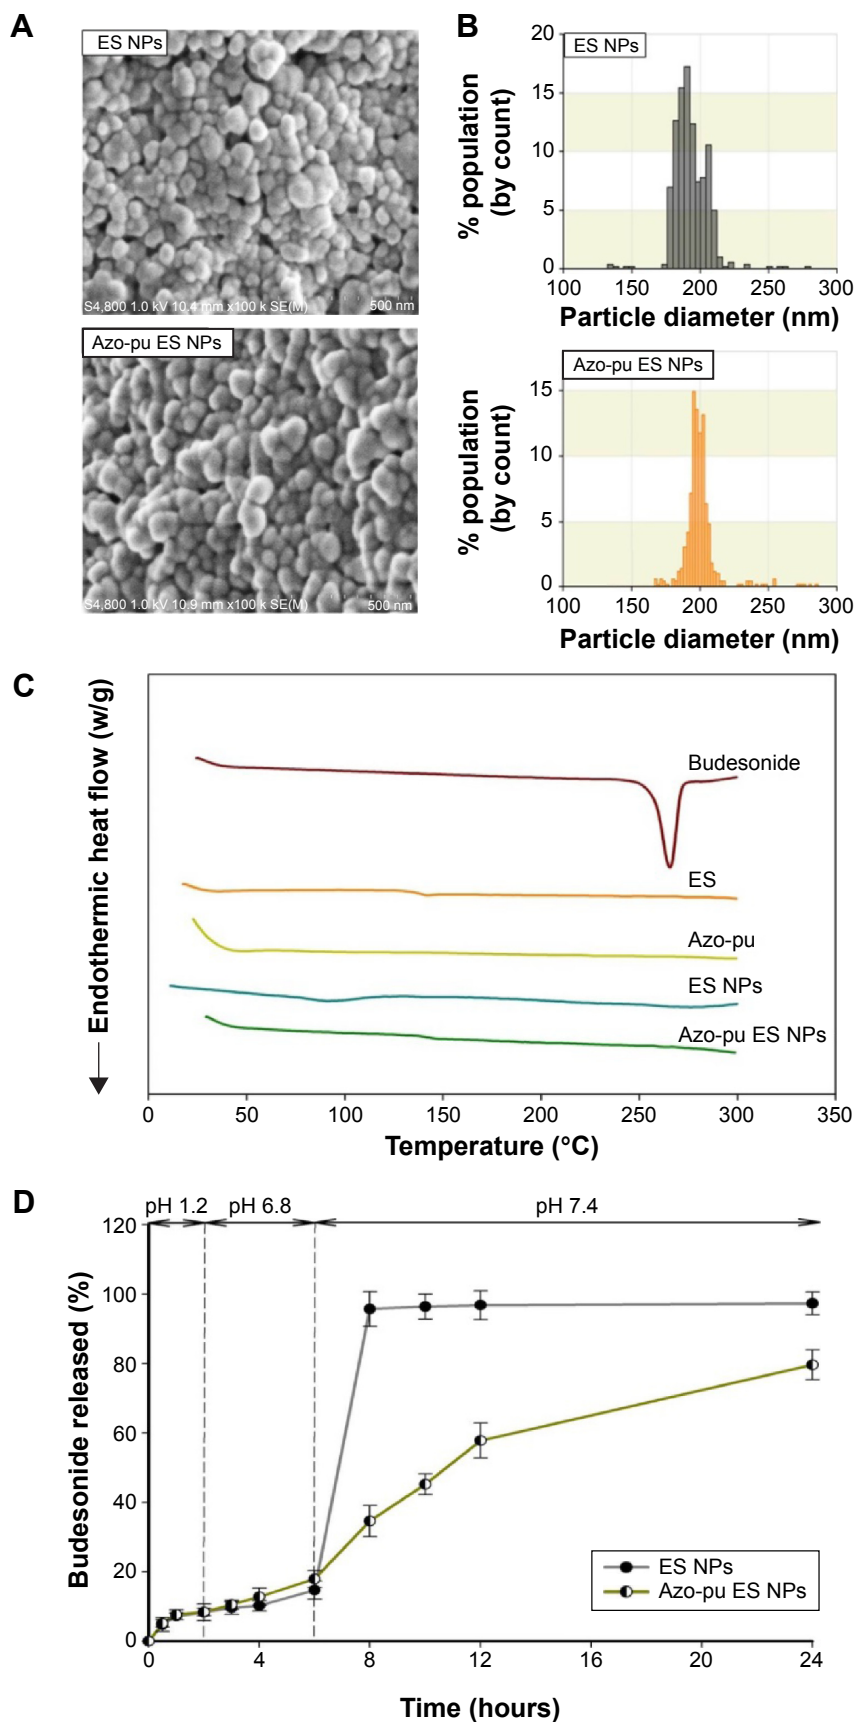 A
ES NPs
S4,800 1.0 kV 10.4 mm x100 k SE(M)
500 nm
Azo-pu ES NPs
S4,800 1.0 kV 10.9 mm x100 k SE(M)
500 nm
B
ES NPs
% population
(by count)
20
15
10
5
0
100 150 200 250 300
Particle diameter (nm)
Azo-pu ES NPs
% population
(by count)
15
10
5
0
100 150 200 250 300
Particle diameter (nm)
C
Endothermic heat flow (w/g)
Budesonide
ES
Azo-pu
ES NPs
Azo-pu ES NPs
0 50 100 150 200 250 300 350
Temperature (°C)
D
pH 1.2 pH 6.8 pH 7.4
Budesonide released (%)
120
100
80
60
40
20
0
ES NPs
Azo-pu ES NPs
0 4 8 12 16 20 24
Time (hours)